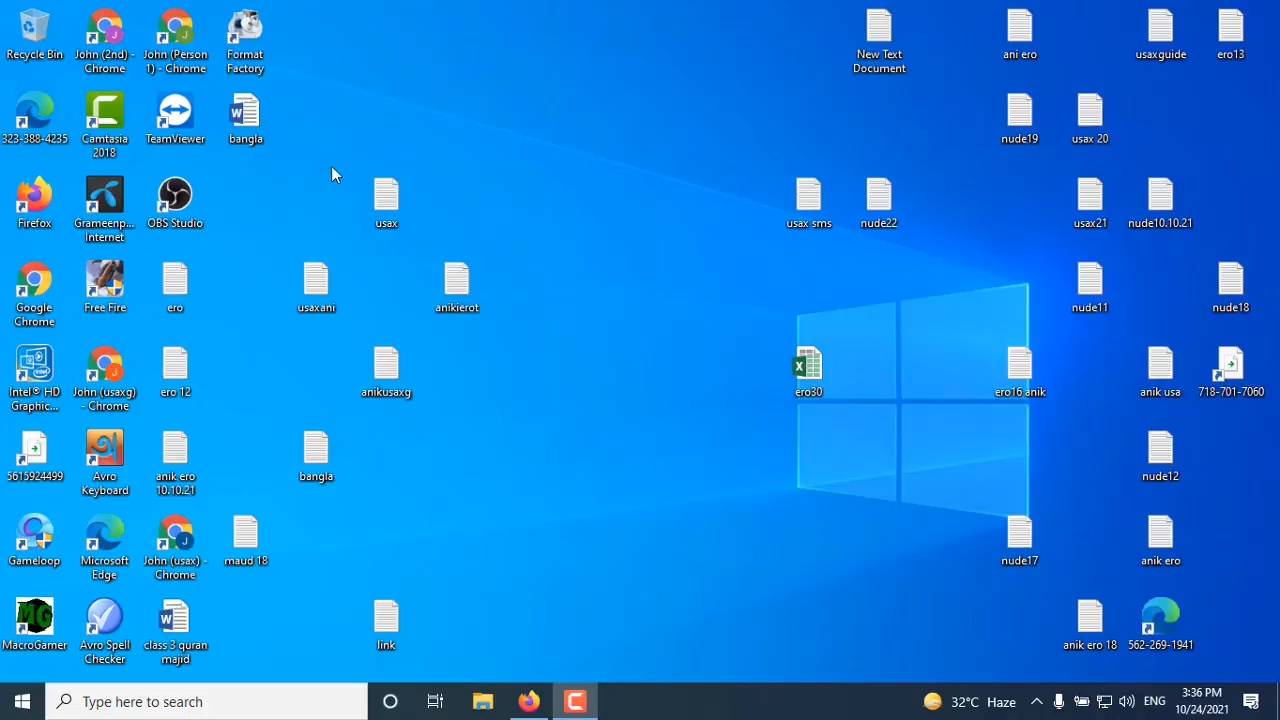 Recycle Bin
John (2nd) -
Chrome
John (Person
1) - Chrome
Format
Factory
New Text
Document
ani ero
usaxguide
ero13
323-388-4235
Camtasia
2018
TeamViewer
bangla
nude19
usax 20
Firefox
Grameenp...
Internet
OBS Studio
usax
usax sms
nude22
usax21
nude10.10.21
Google
Chrome
Free Fire
ero
usaxani
anikierot
nude11
nude18
Intel® HD
Graphic...
John (usaxg)
- Chrome
ero 12
anikusaxg
ero30
ero16 anik
anik usa
718-701-7060
5615924499
Avro
Keyboard
anik ero
10.10.21
bangla
nude12
Gameloop
Microsoft
Edge
John (usax) -
Chrome
maud 18
nude17
anik ero
MG
MacroGamer
Avro Spell
Checker
class 3 quran
majid
link
anik ero 18
562-269-1941
Type here to search
32°C Haze
ENG
3:36 PM
10/24/2021